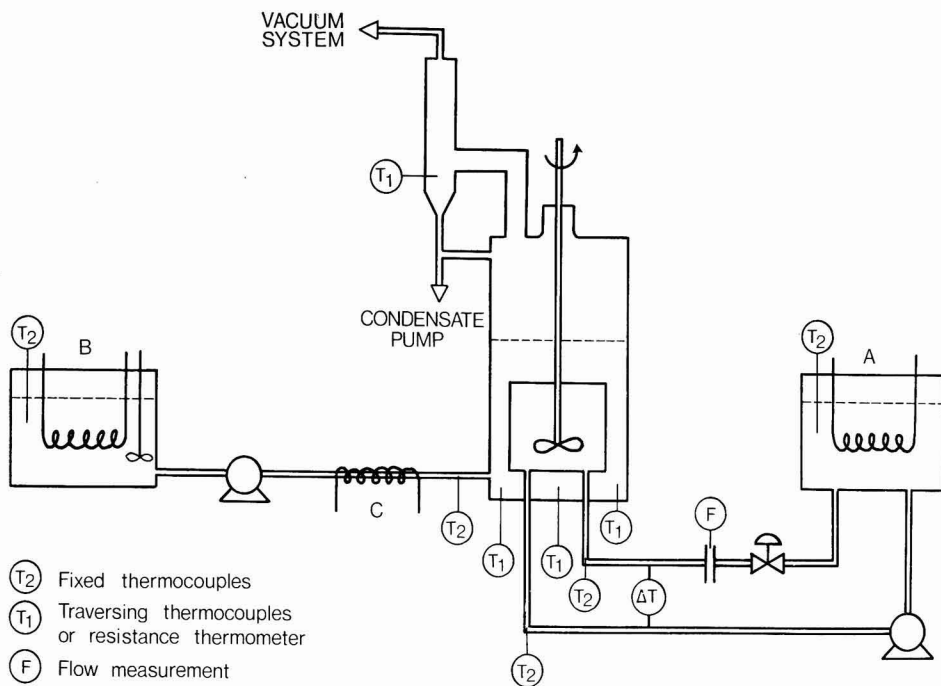 VACUUM
SYSTEM
T1
CONDENSATE
PUMP
T2
B
T2
A
C
T2
T1
T1
T1
F
T2
ΔT
T2
T2 Fixed thermocouples
T1 Traversing thermocouples
or resistance thermometer
F Flow measurement